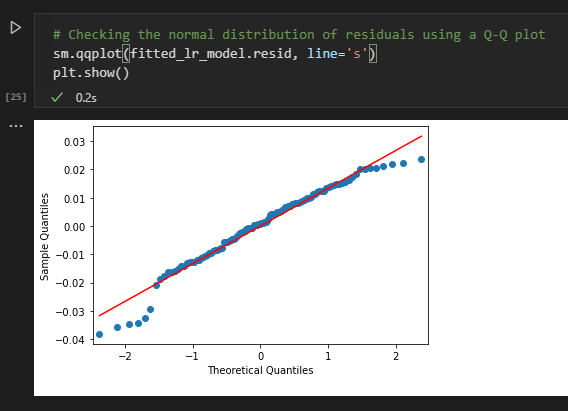 # Checking the normal distribution of residuals using a Q-Q plot
sm.qqplot(fitted_lr_model.resid, line='s')
plt.show()
[25]
0.2s
...
0.03
0.02
0.01
0.00
−0.01
−0.02
−0.03
−0.04
Sample Quantiles
−2
−1
0
1
2
Theoretical Quantiles